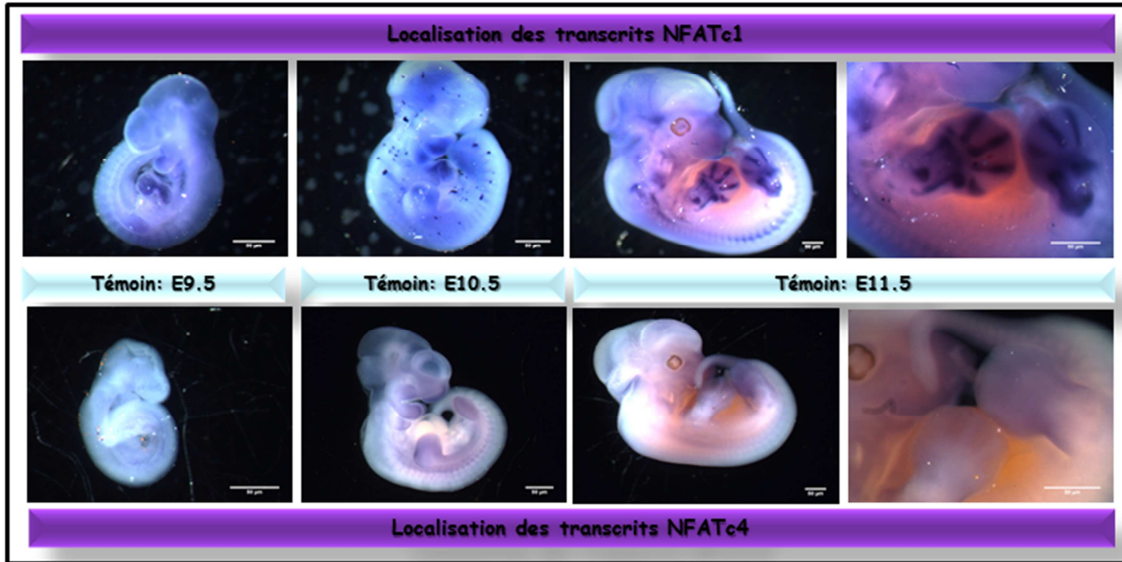 Localisation des transcrits NFATc1
Témoin: E9.5
Témoin: E10.5
Témoin: E11.5
Localisation des transcrits NFATc4